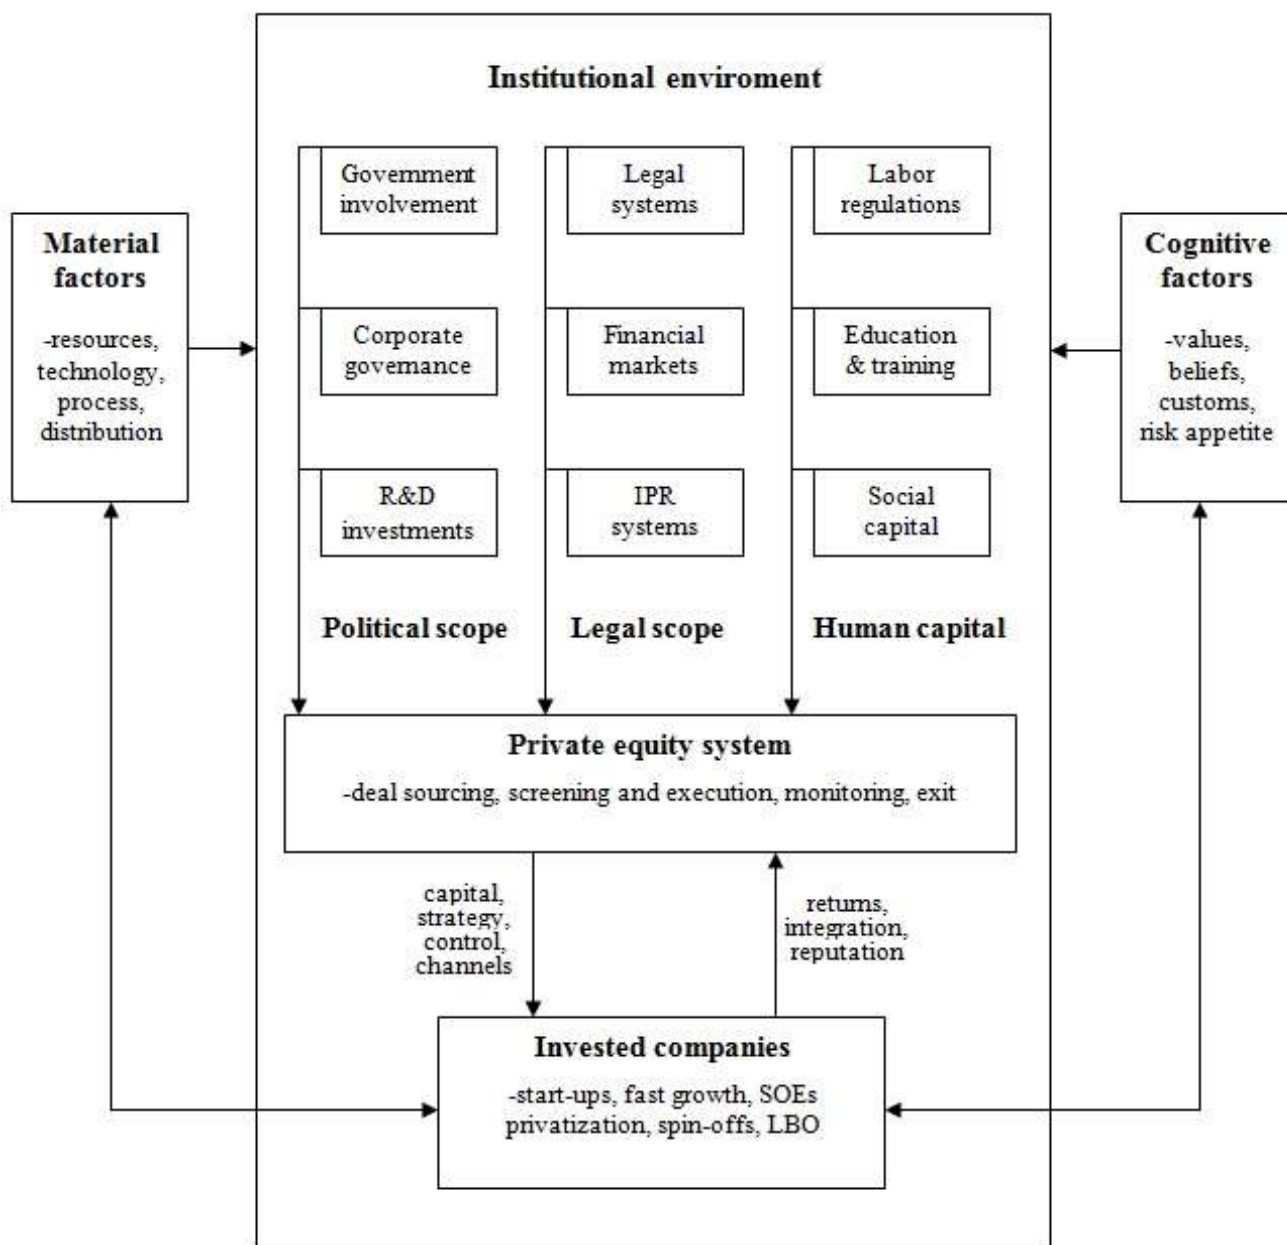 Institutional enviroment
Government
involvement
Legal
systems
Labor
regulations
Material
factors
-resources,
technology,
process,
distribution
Corporate
governance
Financial
markets
Education
& training
Cognitive
factors
-values,
beliefs,
customs,
risk appetite
R&D
investments
IPR
systems
Social
capital
Political scope
Legal scope
Human capital
Private equity system
-deal sourcing, screening and execution, monitoring, exit
capital,
strategy,
control,
channels
returns,
integration,
reputation
Invested companies
-start-ups, fast growth, SOEs
privatization, spin-offs, LBO